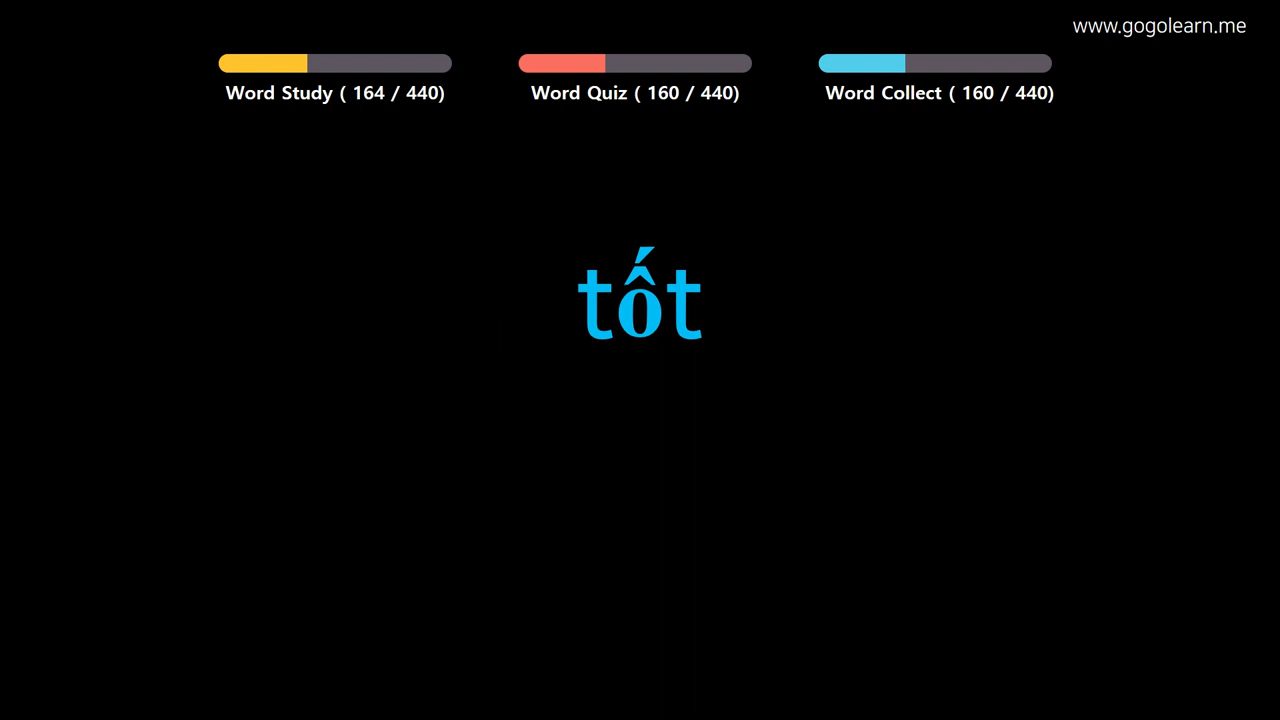 www.gogolearn.me
Word Study ( 164 / 440)
Word Quiz ( 160 / 440)
Word Collect ( 160 / 440)
tốt